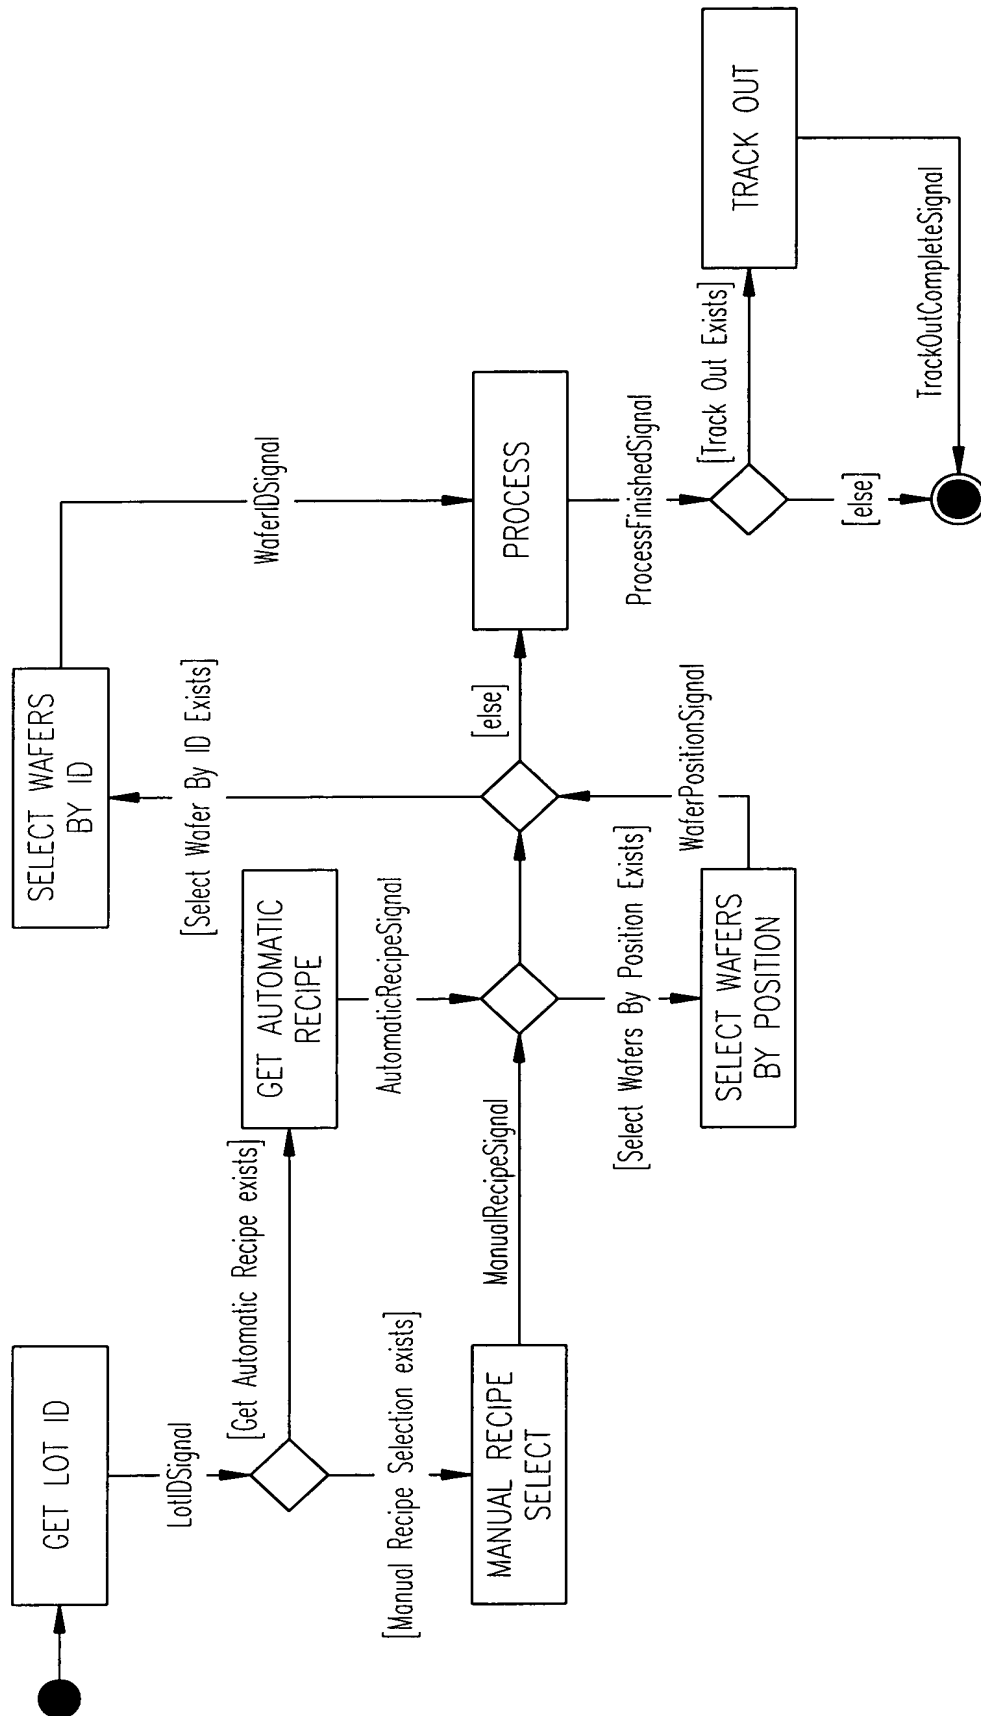 GET LOT ID
LotIDSignal
[Get Automatic Recipe exists]
[Manual Recipe Selection exists]
MANUAL RECIPE
SELECT
ManualRecipeSignal
GET AUTOMATIC
RECIPE
AutomaticRecipeSignal
[Select Wafers By Position Exists]
SELECT WAFERS
BY POSITION
WaferPositionSignal
[Select Wafer By ID Exists]
SELECT WAFERS
BY ID
WaferIDSignal
[else]
PROCESS
ProcessFinishedSignal
[Track Out Exists]
[else]
TRACK OUT
TrackOutCompleteSignal